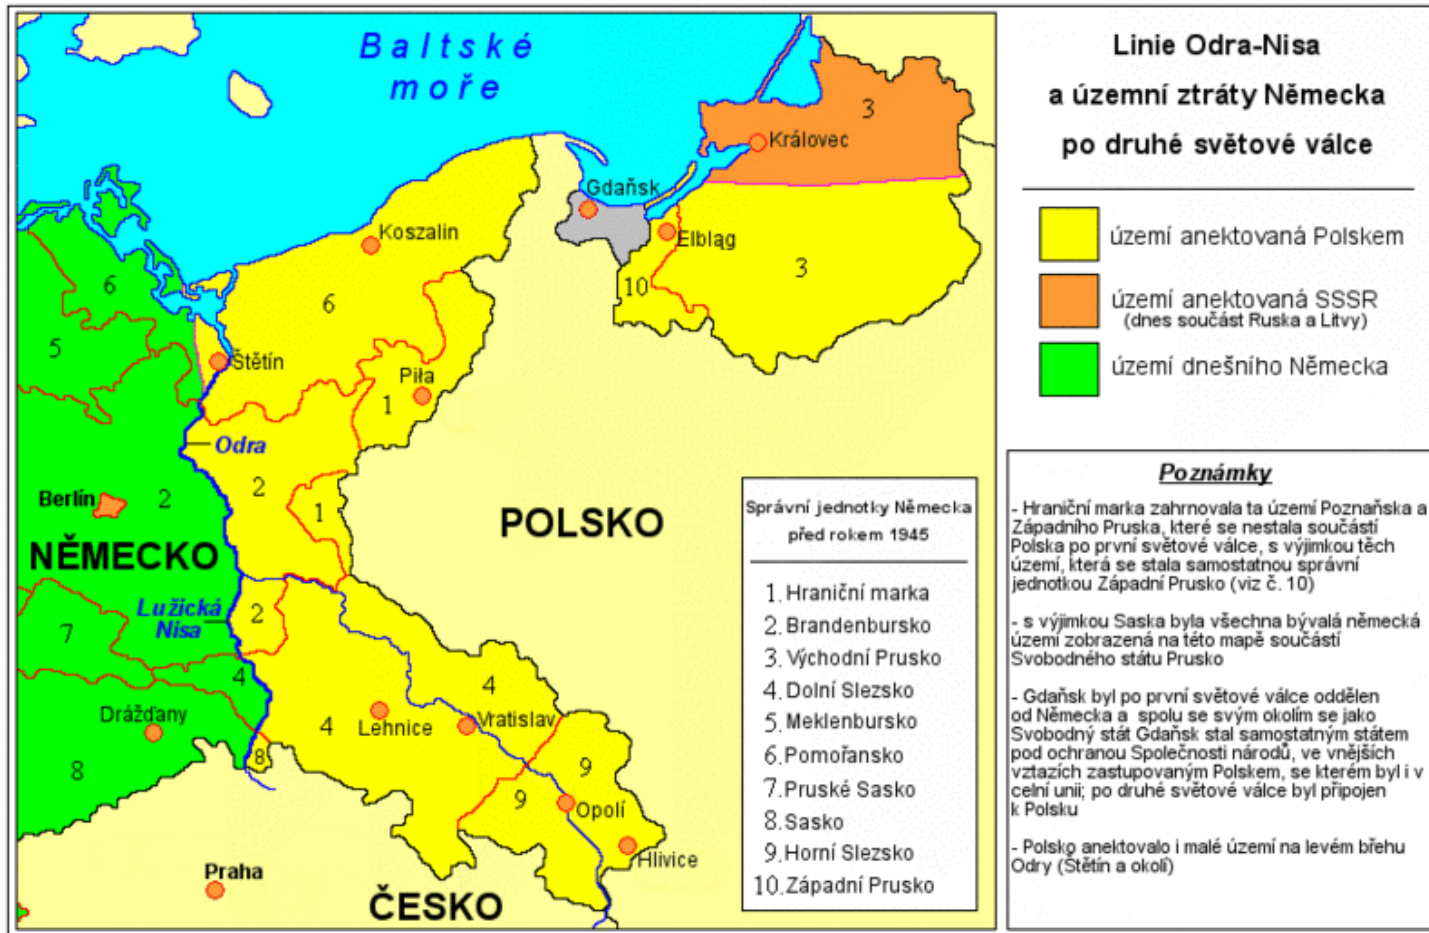 Baltské
moře
Královec
Gdaňsk
Elbląg
Koszalin
Štětín
Piła
Odra
Berlín
NĚMECKO
POLSKO
Lužická
Nisa
Drážďany
Lehnice
Vratislav
Opolí
Hlivice
Praha
ČESKO
3
3
10
6
6
5
1
2
2
1
2
7
4
4
4
8
8
9
9
Správní jednotky Německa
před rokem 1945
1. Hraniční marka
2. Brandenbursko
3. Východní Prusko
4. Dolní Slezsko
5. Meklenbursko
6. Pomořansko
7. Pruské Sasko
8. Sasko
9. Horní Slezsko
10. Západní Prusko
Linie Odra-Nisa
a územní ztráty Německa
po druhé světové válce
území anektovaná Polskem
území anektovaná SSSR
(dnes součást Ruska a Litvy)
území dnešního Německa
Poznámky
- Hraniční marka zahrnovala ta území Poznaňska a
Západního Pruska, které se nestala součástí
Polska po první světové válce, s výjimkou těch
území, která se stala samostatnou správní
jednotkou Západní Prusko (viz č. 10)
- s výjimkou Saska byla všechna bývalá německá
území zobrazená na této mapě součástí
Svobodného státu Prusko
- Gdaňsk byl po první světové válce oddělen
od Německa a spolu se svým okolím se jako
Svobodný stát Gdaňsk stal samostatným státem
pod ochranou Společnosti národů, ve vnějších
vztazích zastupovaným Polskem, se kterém byl i v
celní unii; po druhé světové válce byl připojen
k Polsku
- Polsko anektovalo i malé území na levém břehu
Odry (Štětín a okolí)